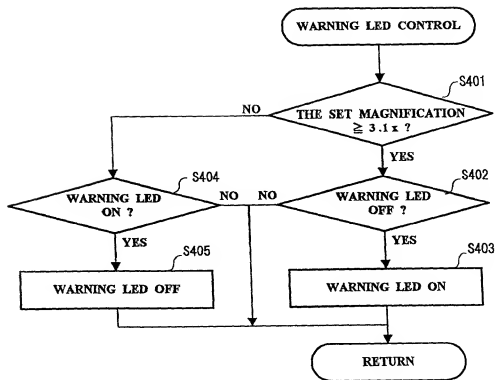 WARNING LED CONTROL
S401
THE SET MAGNIFICATION
≧ 3.1x ?
NO
YES
S404
S402
WARNING LED
ON ?
NO
NO
WARNING LED
OFF ?
YES
YES
S405
S403
WARNING LED OFF
WARNING LED ON
RETURN